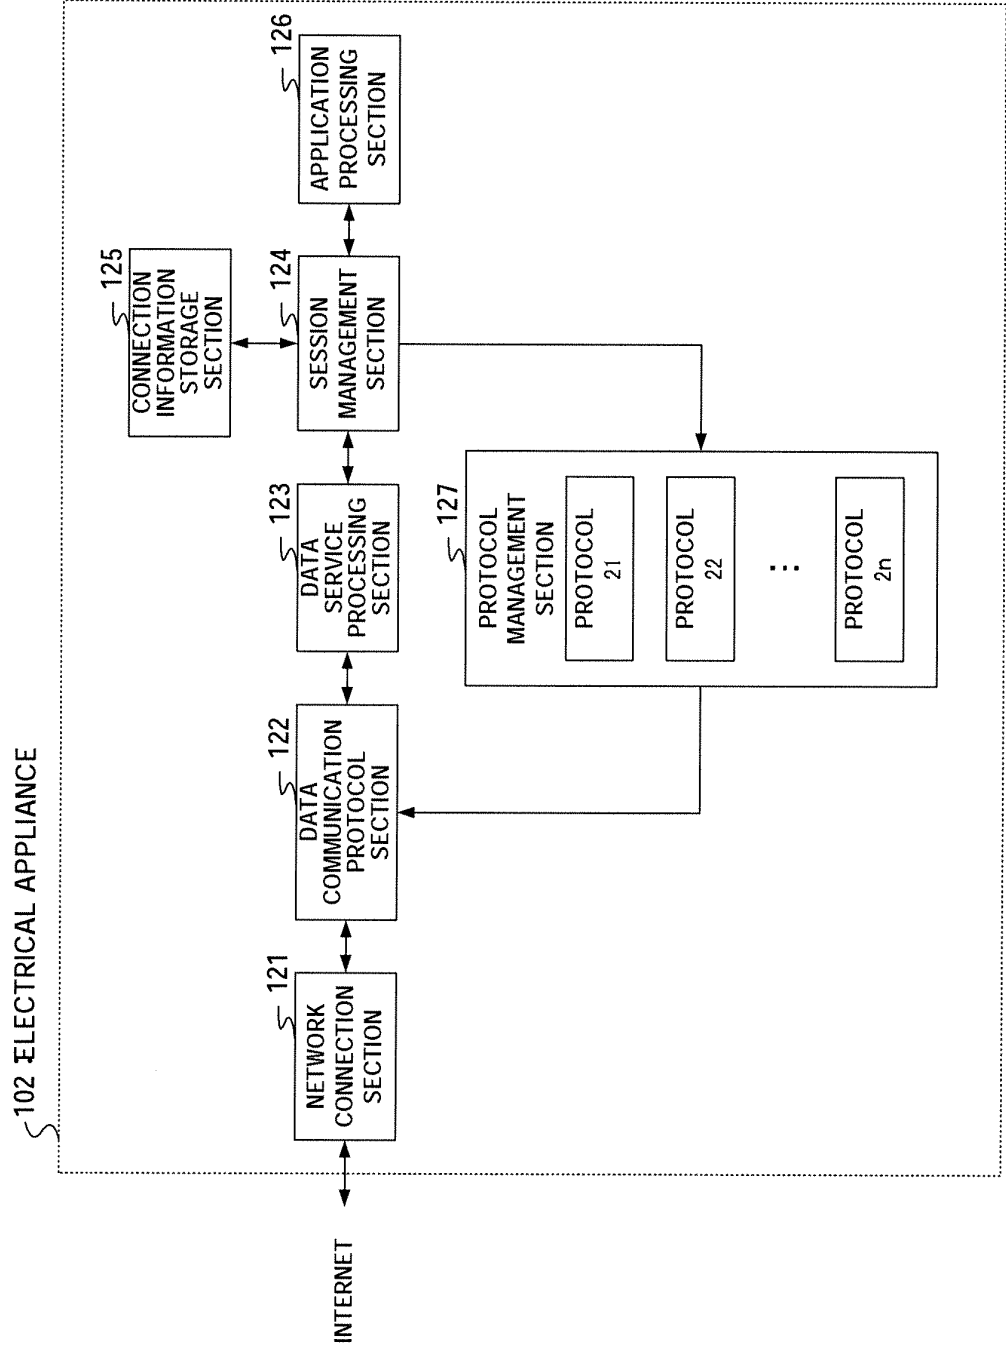 102 :ELECTRICAL APPLIANCE
INTERNET
121
NETWORK
CONNECTION
SECTION
122
DATA
COMMUNICATION
PROTOCOL
SECTION
123
DATA
SERVICE
PROCESSING
SECTION
124
SESSION
MANAGEMENT
SECTION
125
CONNECTION
INFORMATION
STORAGE
SECTION
126
APPLICATION
PROCESSING
SECTION
127
PROTOCOL
MANAGEMENT
SECTION
PROTOCOL
21
PROTOCOL
22
...
PROTOCOL
2n